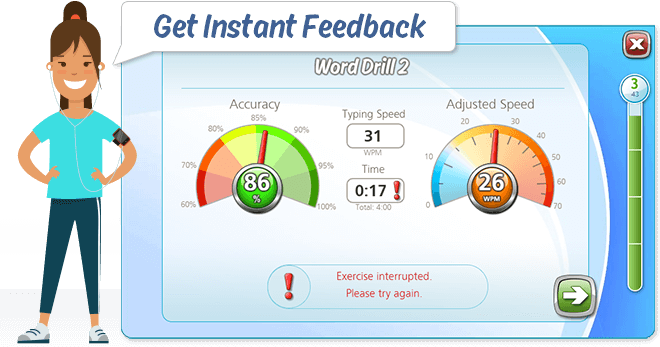 Get Instant Feedback
Word Drill 2
3
43
Accuracy
60%
70%
80%
85%
90%
95%
100%
86
%
Typing Speed
31
WPM
Time
0:17 !
Total: 4:00
Adjusted Speed
0
10
20
30
40
50
60
70
26
WPM
! Exercise interrupted.
Please try again.